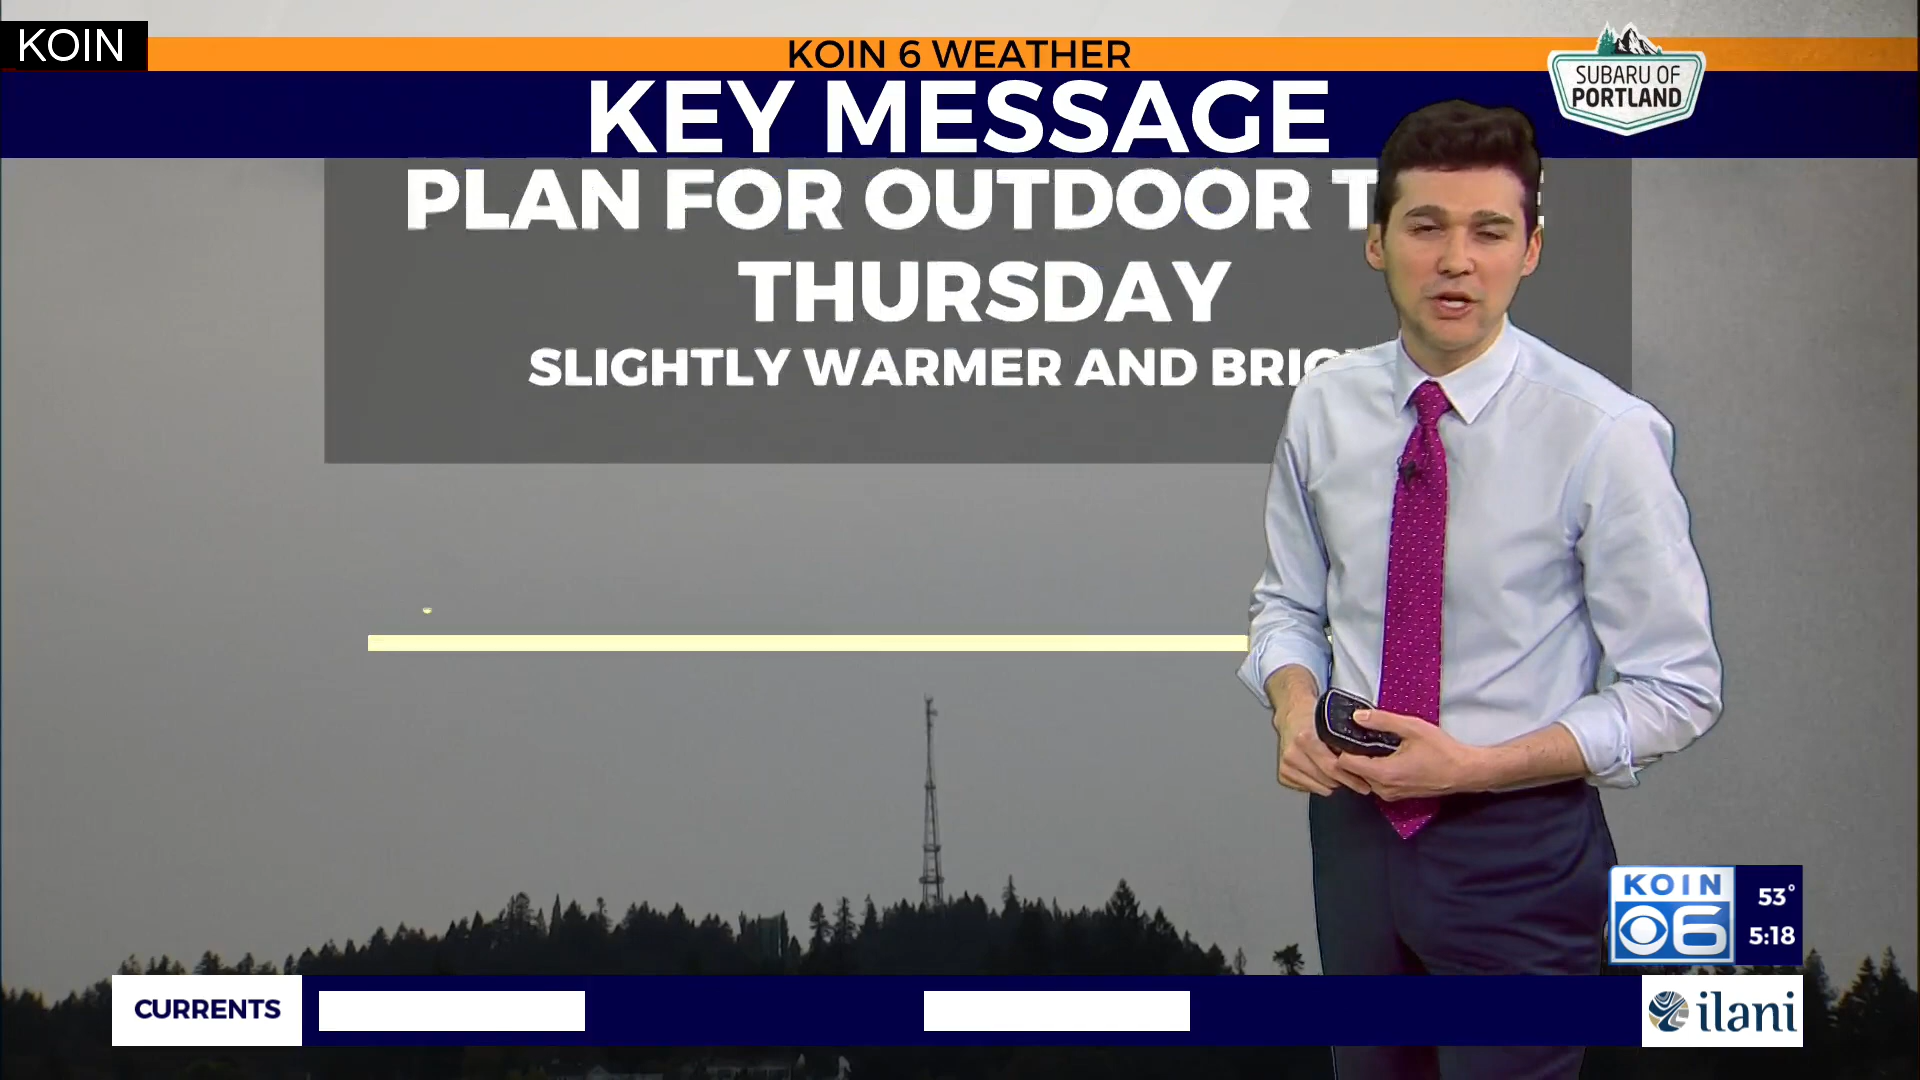 KOIN
KOIN 6 WEATHER
SUBARU OF
PORTLAND
KEY MESSAGE
PLAN FOR OUTDOOR
THURSDAY
SLIGHTLY WARMER AND
KOIN
6
53°
5:18
CURRENTS
ilani